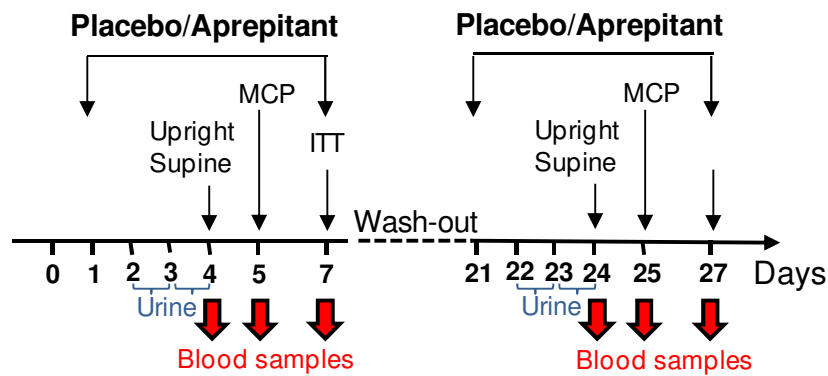 Placebo/Aprepitant Placebo/Aprepitant
MCP MCP
Upright Supine ITT Upright Supine
Wash-out
0 1 2 3 4 5 7 21 22 23 24 25 27 Days
Urine Urine
Blood samples Blood samples